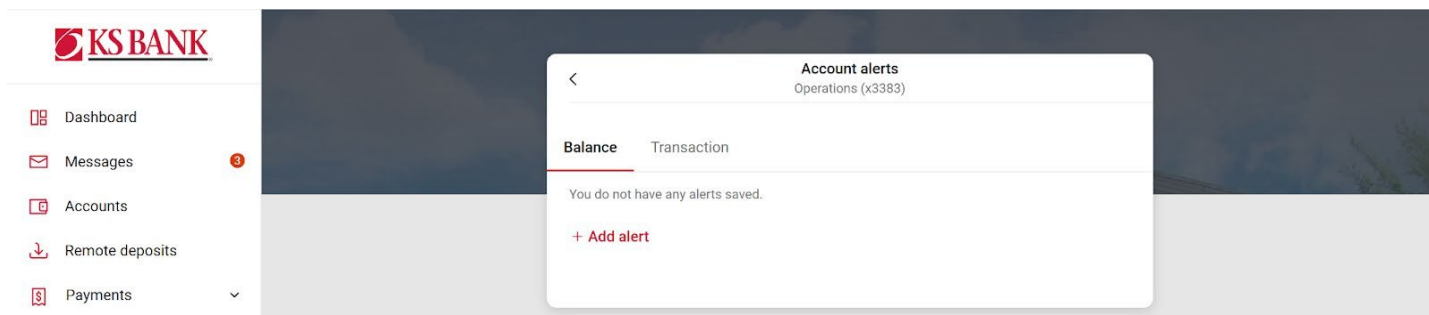 KS BANK
Dashboard
Messages
3
Accounts
Remote deposits
Payments
Account alerts
Operations (x3383)
Balance
Transaction
You do not have any alerts saved.
+ Add alert